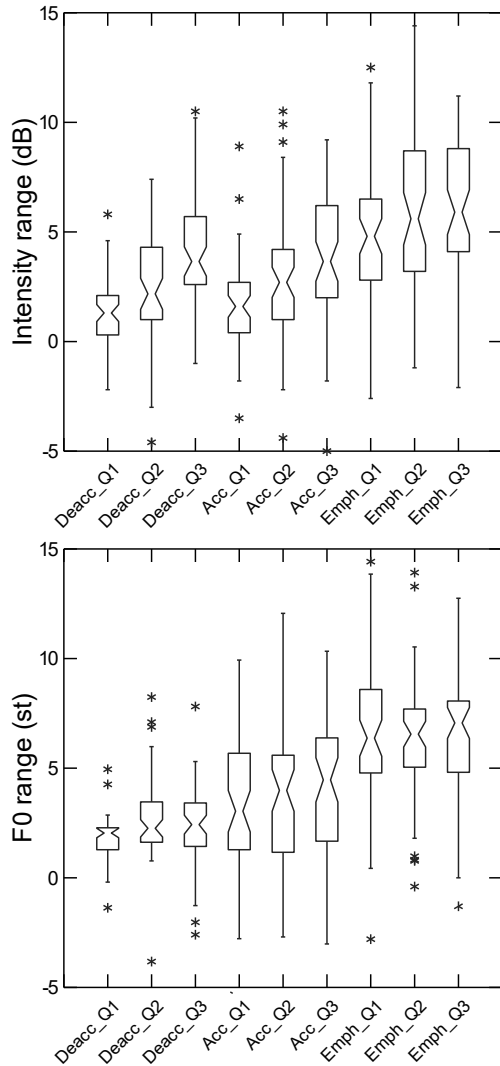 Intensity range (dB)
15
10
5
0
-5
Deacc_Q1
Deacc_Q2
Deacc_Q3
Acc_Q1
Acc_Q2
Acc_Q3
Emph_Q1
Emph_Q2
Emph_Q3
F0 range (st)
15
10
5
0
-5
Deacc_Q1
Deacc_Q2
Deacc_Q3
Acc_Q1
Acc_Q2
Acc_Q3
Emph_Q1
Emph_Q2
Emph_Q3